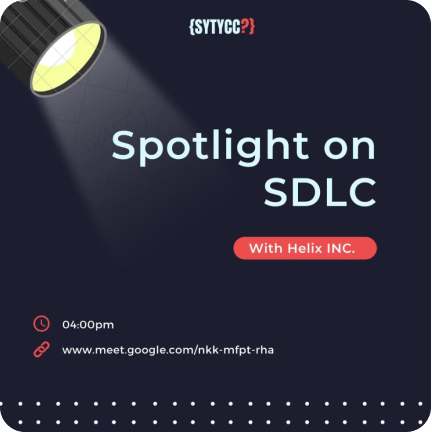 {SYTYCC?}
Spotlight on
SDLC
With Helix INC.
04:00pm
www.meet.google.com/nkk-mfpt-rha